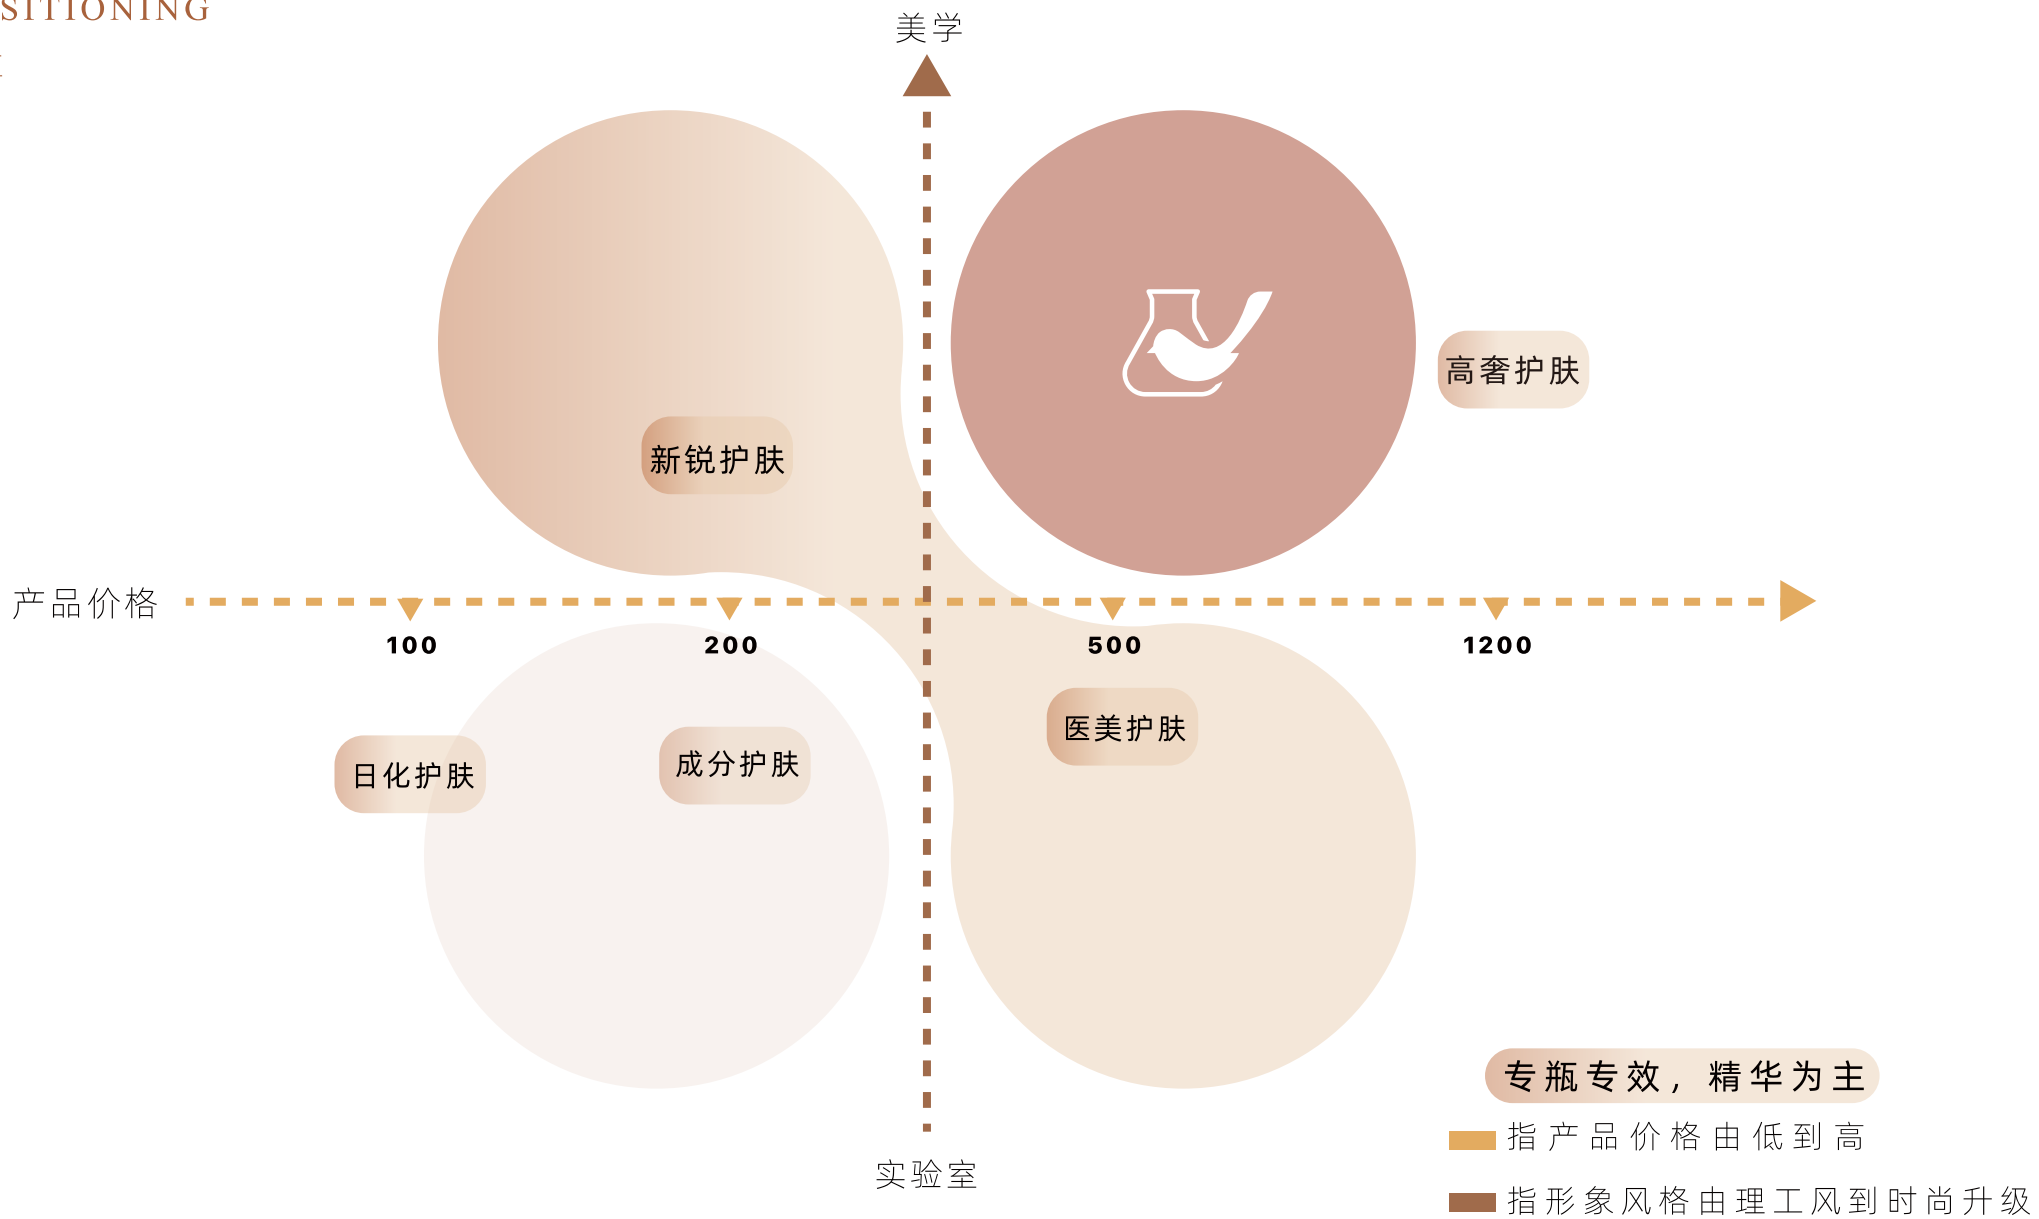 SITIONING
美学
高奢护肤
新锐护肤
产品价格
100
200
500
1200
医美护肤
成分护肤
日化护肤
专瓶专效，精华为主
指产品价格由低到高
实验室
指形象风格由理工风到时尚升级